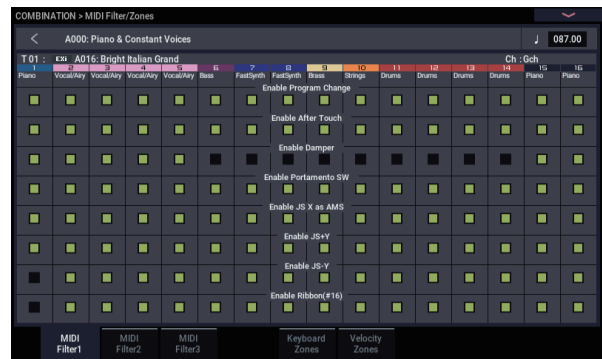 COMBINATION > MIDI Filter/Zones
A000: Piano & Constant Voices
♩ 087.00
T 01 : EXi A016: Bright Italian Grand Ch :Gch
1 2 3 4 5 6 7 8 9 10 11 12 13 14 15 16
Piano Vocal/Airy Vocal/Airy Vocal/Airy Vocal/Airy Bass FastSynth FastSynth Brass Strings Drums Drums Drums Drums Piano Piano
Enable Program Change
Enable After Touch
Enable Damper
Enable Portamento SW
Enable JS X as AMS
Enable JS+Y
Enable JS-Y
Enable Ribbon(#16)
MIDI Filter1 MIDI Filter2 MIDI Filter3 Keyboard Zones Velocity Zones